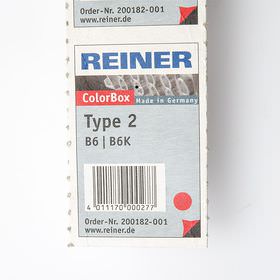 Order-Nr. 200182-001
www.reiner.de
REINER
ColorBox Made in Germany
Type 2
B6 | B6K
4 011170 000277
Order-Nr. 200182-001
www.reiner.de